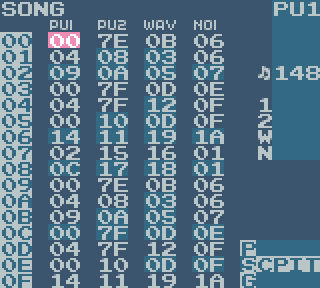 SONG PU1
PU1 PU2 WAV NOI
00 00 7E 0B 06
01 04 08 03 06
02 09 0A 05 07 ♫148
03 00 7F 0D 0E
04 04 7F 12 0F 1
05 00 10 0D 0F 2
06 14 11 19 1A W
07 02 15 16 01 N
08 0C 17 18 01
09 00 7E 0B 06
0A 04 08 03 06
0B 09 0A 05 07
0C 00 7F 0D 0E
0D 04 7F 12 0F P
0E 00 10 0D 0F SCPIT
0F 14 11 19 1A G